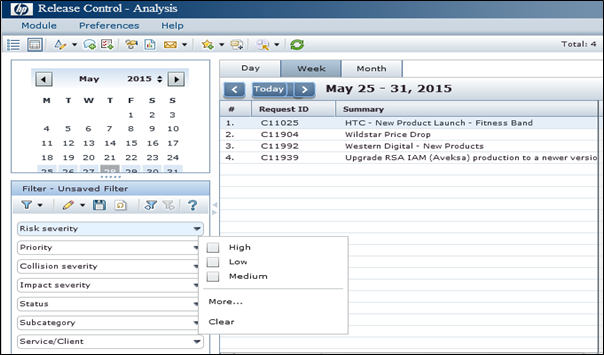 hp Release Control - Analysis
Module Preferences Help
Total: 4
May 2015
M T W T F S S
1 2 3
4 5 6 7 8 9 10
11 12 13 14 15 16 17
18 19 20 21 22 23 24
25 26 27 28 29 30 31
Filter - Unsaved Filter
Risk severity
Priority
Collision severity
Impact severity
Status
Subcategory
Service/Client
High
Low
Medium
More...
Clear
Day Week Month
Today May 25 - 31, 2015
# Request ID Summary
1. C11025 HTC - New Product Launch - Fitness Band
2. C11904 Wildstar Price Drop
3. C11992 Western Digital - New Products
4. C11939 Upgrade RSA IAM (Aveksa) production to a newer versio